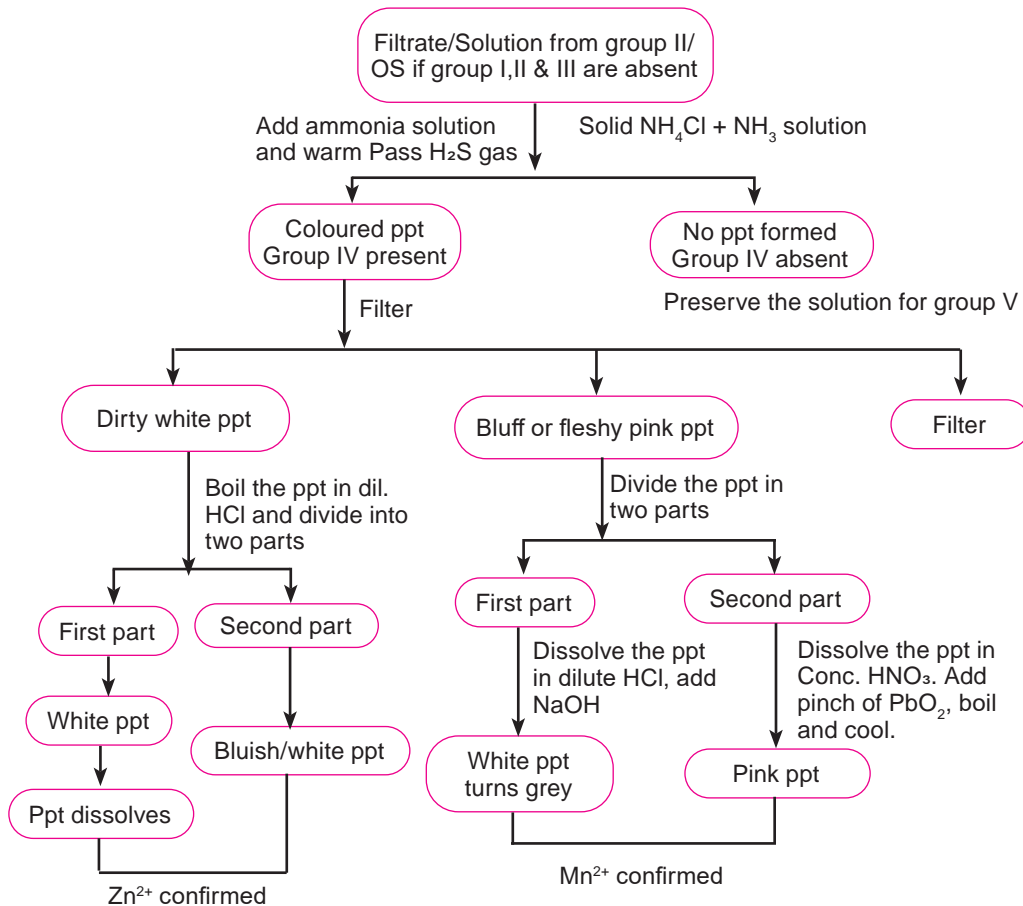 Filtrate/Solution from group II/
OS if group I,II & III are absent
Add ammonia solution
and warm Pass H₂S gas
Solid NH₄Cl + NH₃ solution
Coloured ppt
Group IV present
No ppt formed
Group IV absent
Filter
Preserve the solution for group V
Dirty white ppt
Bluff or fleshy pink ppt
Filter
Boil the ppt in dil.
HCl and divide into
two parts
Divide the ppt in
two parts
First part
Second part
First part
Second part
White ppt
Bluish/white ppt
Dissolve the ppt
in dilute HCl, add
NaOH
Dissolve the ppt in
Conc. HNO₃. Add
pinch of PbO₂, boil
and cool.
Ppt dissolves
White ppt
turns grey
Pink ppt
Zn²⁺ confirmed
Mn²⁺ confirmed